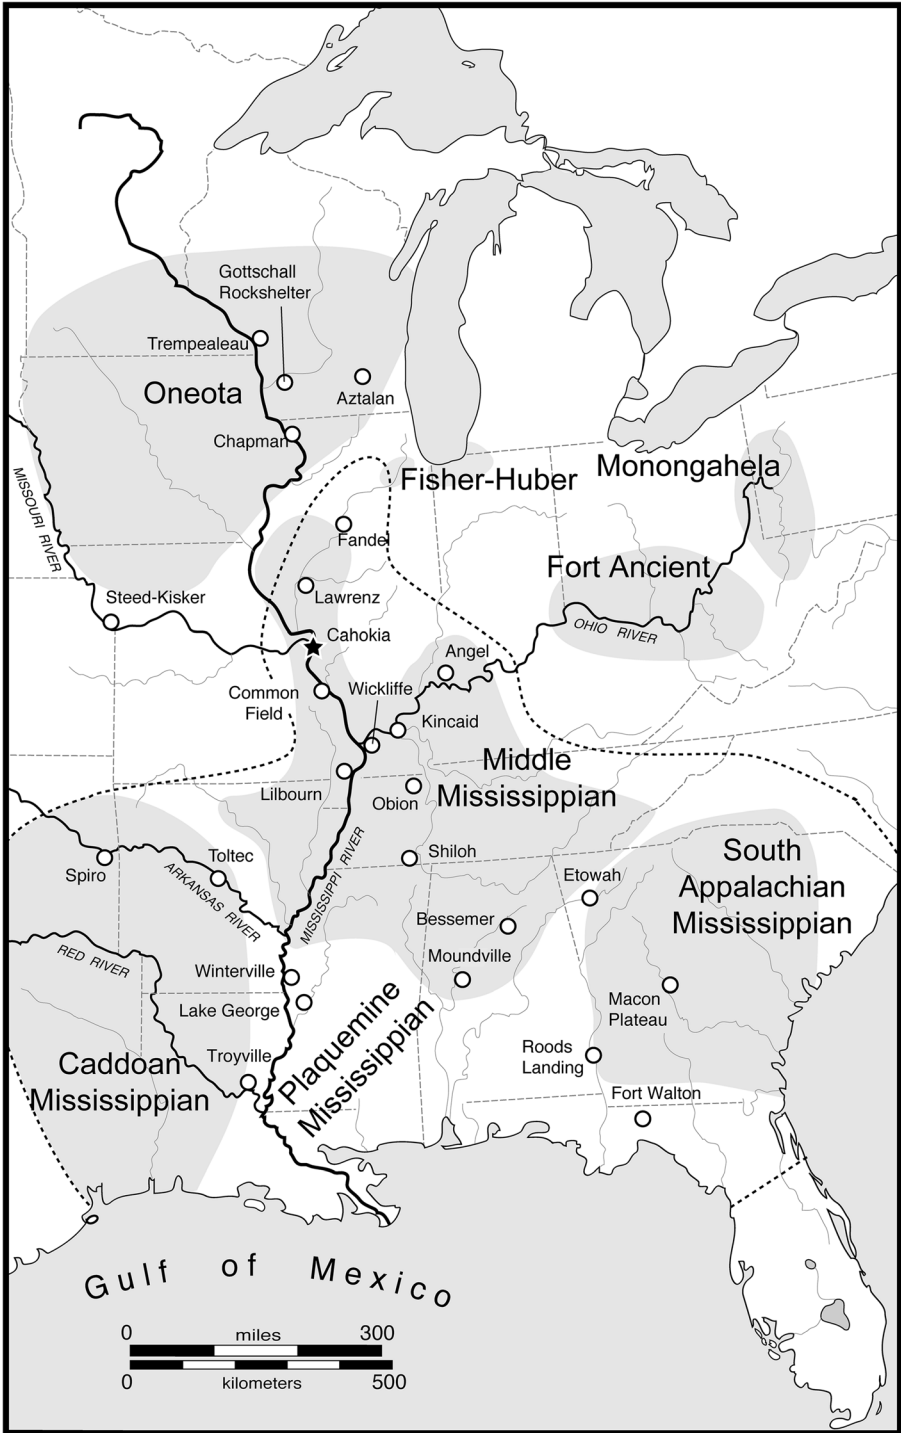 Gottschall
Rockshelter
Trempealeau
Oneota
Aztalan
Chapman
MISSOURI RIVER
Fisher-Huber
Monongahela
Fandel
Fort Ancient
Steed-Kisker
Lawrenz
OHIO RIVER
Cahokia
Angel
Common
Field
Wickliffe
Kincaid
Middle
Mississippian
Lilbourn
Obion
MISSISSIPPI RIVER
Shiloh
South
Appalachian
Mississippian
Spiro
Toltec
ARKANSAS RIVER
Etowah
Bessemer
Moundville
RED RIVER
Winterville
Lake George
Macon
Plateau
Plaquemine
Mississippian
Troyville
Roods
Landing
Caddoan
Mississippian
Fort Walton
Gulf of Mexico
0 miles 300
0 kilometers 500